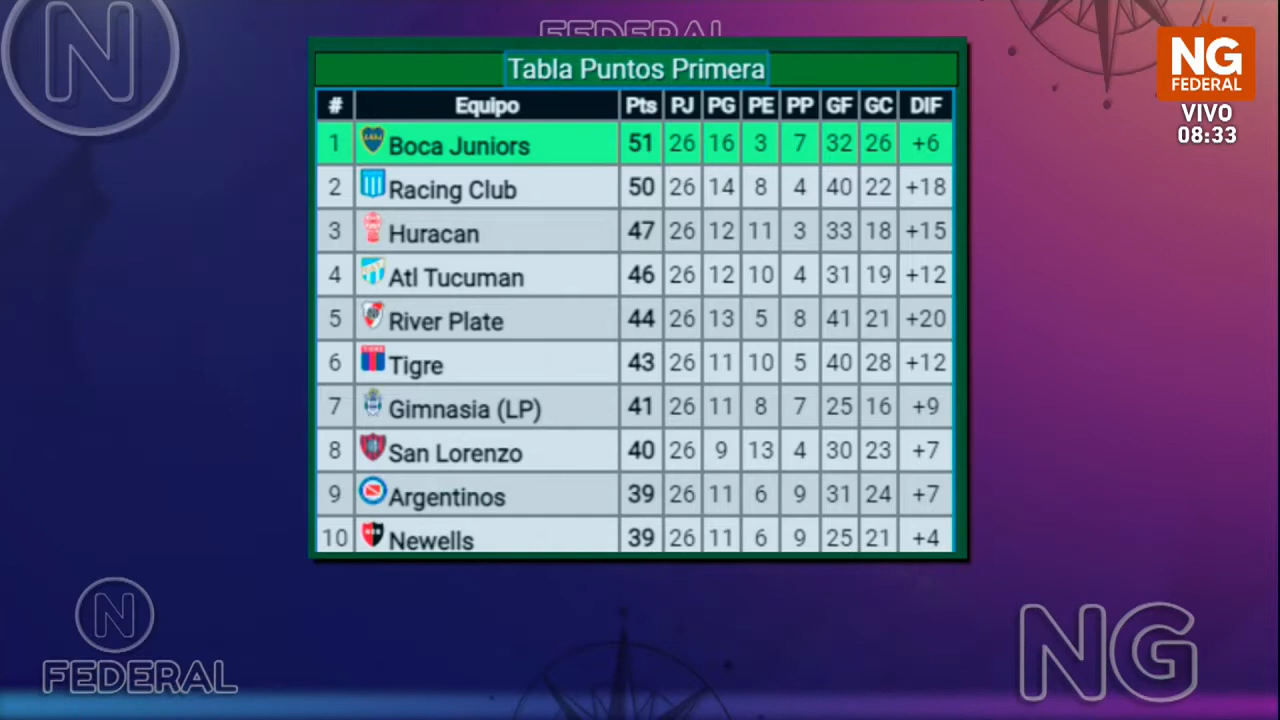 N
FEDERAL
NG
FEDERAL
VIVO
08:33
Tabla Puntos Primera
# Equipo Pts PJ PG PE PP GF GC DIF
1 Boca Juniors 51 26 16 3 7 32 26 +6
2 Racing Club 50 26 14 8 4 40 22 +18
3 Huracan 47 26 12 11 3 33 18 +15
4 Atl Tucuman 46 26 12 10 4 31 19 +12
5 River Plate 44 26 13 5 8 41 21 +20
6 Tigre 43 26 11 10 5 40 28 +12
7 Gimnasia (LP) 41 26 11 8 7 25 16 +9
8 San Lorenzo 40 26 9 13 4 30 23 +7
9 Argentinos 39 26 11 6 9 31 24 +7
10 Newells 39 26 11 6 9 25 21 +4
N
FEDERAL
NG